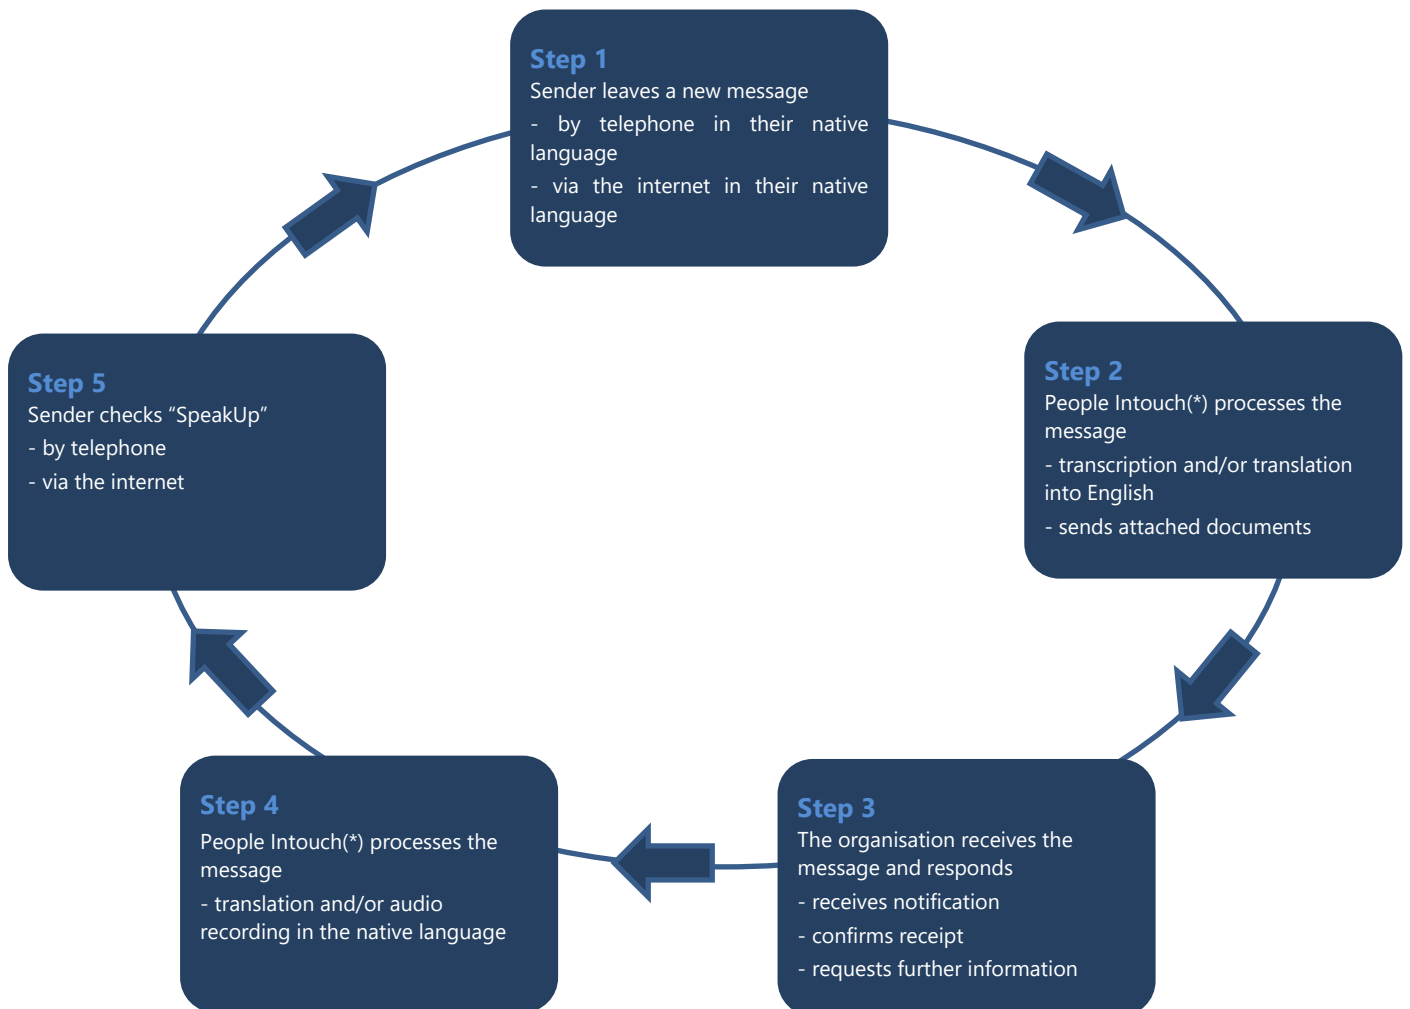 Step 1
Sender leaves a new message
- by telephone in their native
language
- via the internet in their native
language
Step 2
People Intouch(*) processes the
message
- transcription and/or translation
into English
- sends attached documents
Step 3
The organisation receives the
message and responds
- receives notification
- confirms receipt
- requests further information
Step 4
People Intouch(*) processes the
message
- translation and/or audio
recording in the native language
Step 5
Sender checks “SpeakUp”
- by telephone
- via the internet